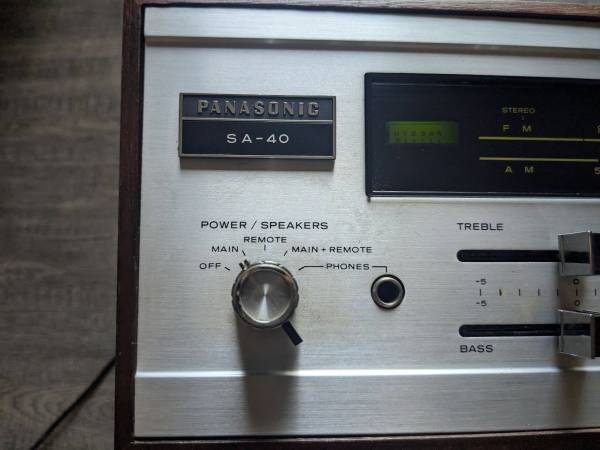 PANASONIC
SA-40
STEREO
FM
AM 5
POWER / SPEAKERS
REMOTE
MAIN MAIN + REMOTE
OFF PHONES
TREBLE
-5 0
-5 0
BASS